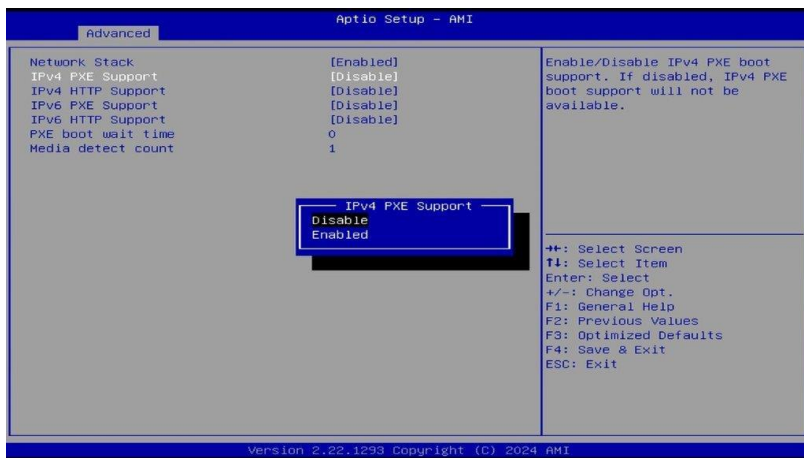 Aptio Setup - AMI
Advanced
Network Stack [Enabled]
IPv4 PXE Support [Disable]
IPv4 HTTP Support [Disable]
IPv6 PXE Support [Disable]
IPv6 HTTP Support [Disable]
PXE boot wait time 0
Media detect count 1
Enable/Disable IPv4 PXE boot
support. If disabled, IPv4 PXE
boot support will not be
available.
IPv4 PXE Support
Disable
Enabled
→←: Select Screen
↑↓: Select Item
Enter: Select
+/-: Change Opt.
F1: General Help
F2: Previous Values
F3: Optimized Defaults
F4: Save & Exit
ESC: Exit
Version 2.22.1293 Copyright (C) 2024 AMI